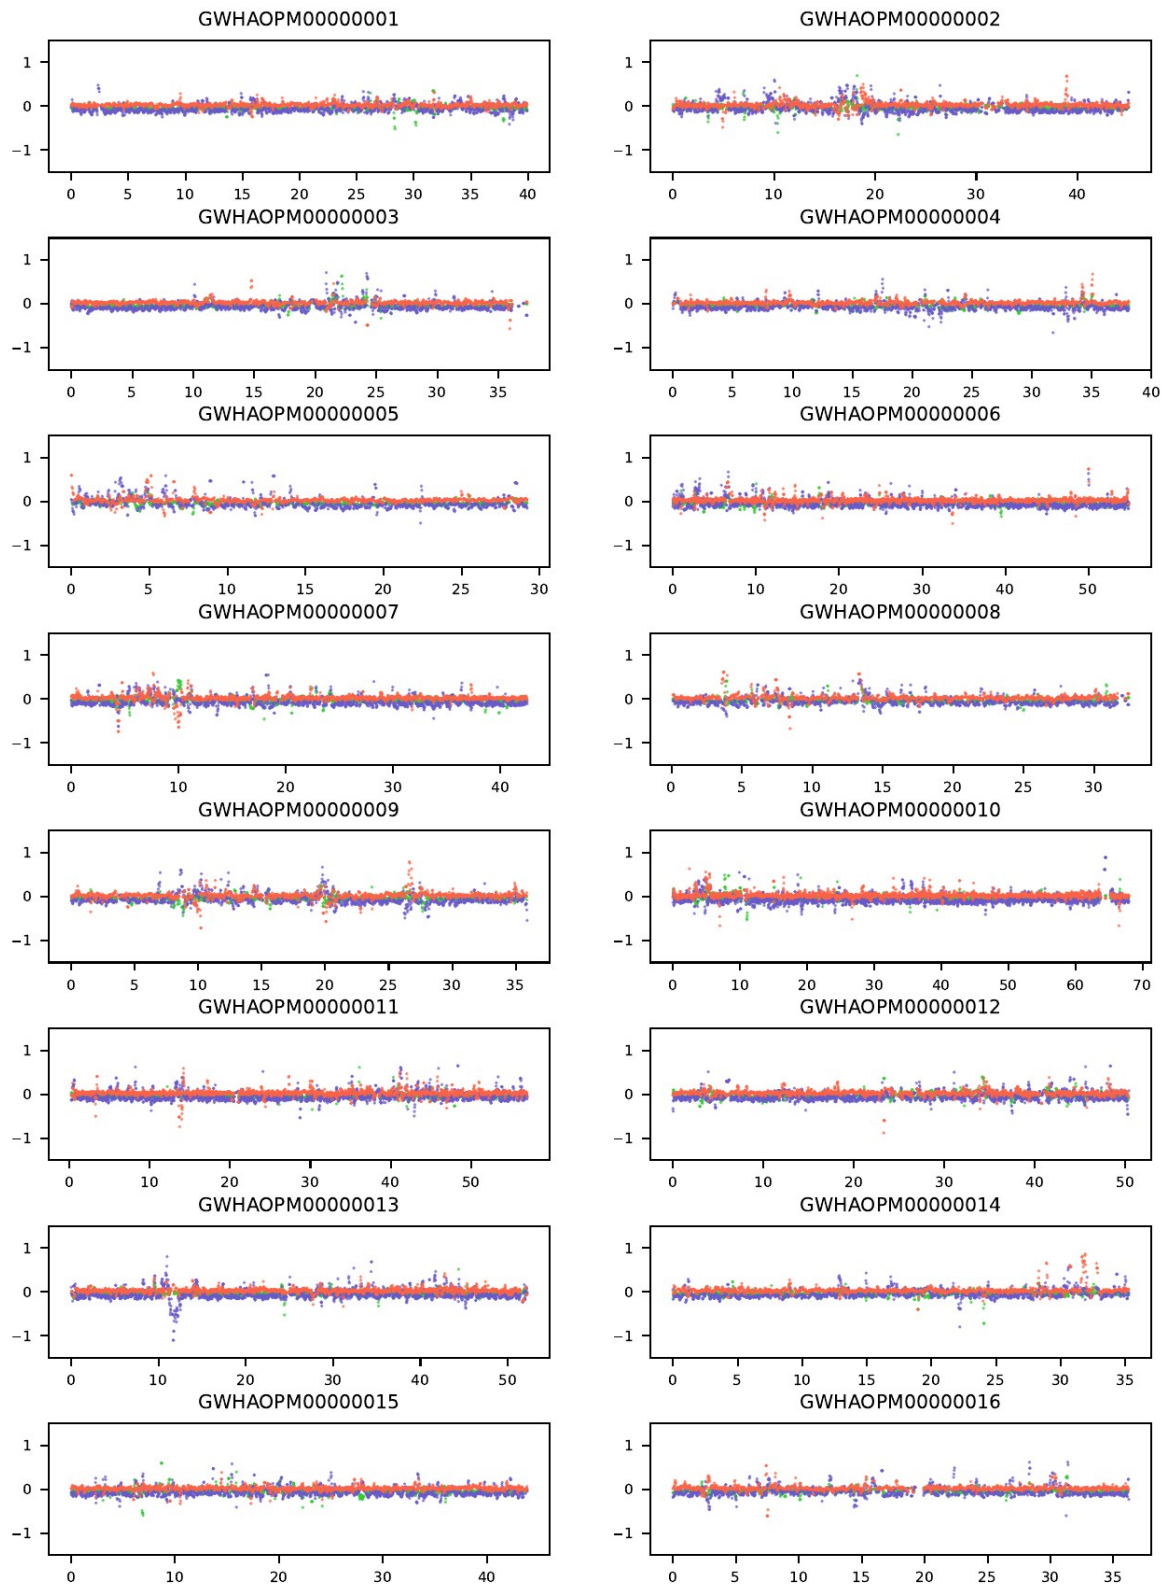 GWHAOPM00000001 GWHAOPM00000002
1 1
0 0
−1 −1
0 5 10 15 20 25 30 35 40 0 10 20 30 40
GWHAOPM00000003 GWHAOPM00000004
1 1
0 0
−1 −1
0 5 10 15 20 25 30 35 0 5 10 15 20 25 30 35 40
GWHAOPM00000005 GWHAOPM00000006
1 1
0 0
−1 −1
0 5 10 15 20 25 30 0 10 20 30 40 50
GWHAOPM00000007 GWHAOPM00000008
1 1
0 0
−1 −1
0 10 20 30 40 0 5 10 15 20 25 30
GWHAOPM00000009 GWHAOPM00000010
1 1
0 0
−1 −1
0 5 10 15 20 25 30 35 0 10 20 30 40 50 60 70
GWHAOPM00000011 GWHAOPM00000012
1 1
0 0
−1 −1
0 10 20 30 40 50 0 10 20 30 40 50
GWHAOPM00000013 GWHAOPM00000014
1 1
0 0
−1 −1
0 10 20 30 40 50 0 5 10 15 20 25 30 35
GWHAOPM00000015 GWHAOPM00000016
1 1
0 0
−1 −1
0 10 20 30 40 0 5 10 15 20 25 30 35